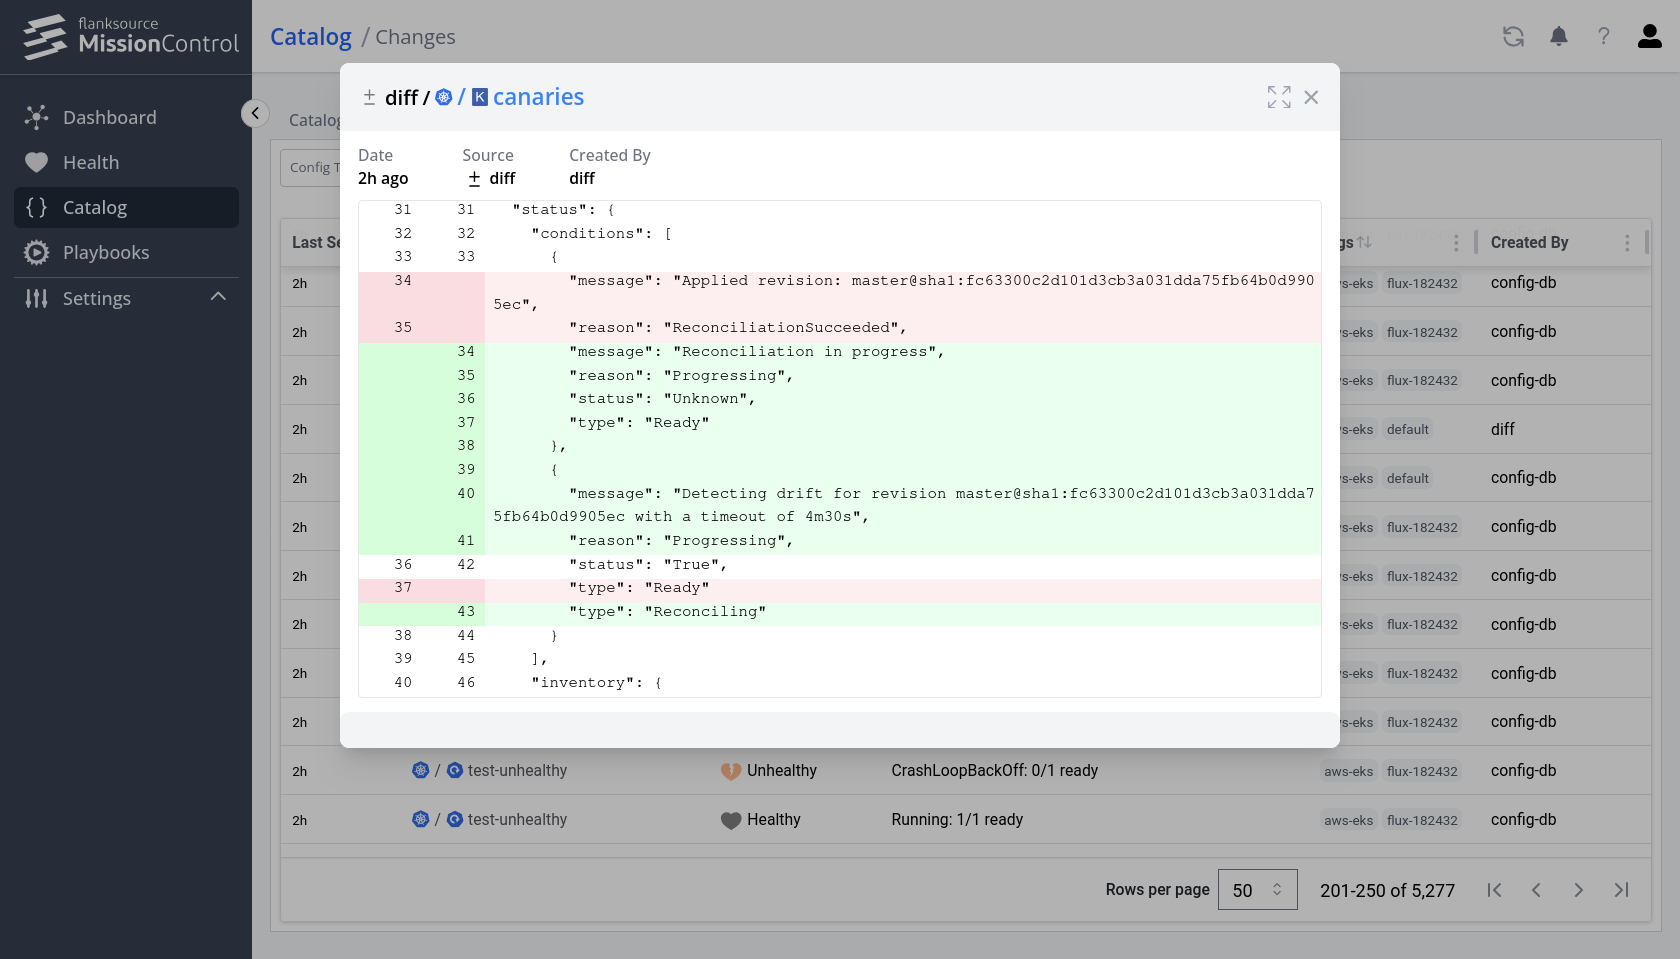 flanksource
MissionControl
Catalog / Changes
?
Dashboard
Health
Catalog
Playbooks
Settings
Catalog
Config T
± diff / / K canaries
Date Source Created By
2h ago ± diff diff
31 31 "status": {
32 32 "conditions": [
33 33 {
34 "message": "Applied revision: master@sha1:fc63300c2d101d3cb3a031dda75fb64b0d990
5ec",
35 "reason": "ReconciliationSucceeded",
34 "message": "Reconciliation in progress",
35 "reason": "Progressing",
36 "status": "Unknown",
37 "type": "Ready"
38 },
39 {
40 "message": "Detecting drift for revision master@sha1:fc63300c2d101d3cb3a031dda7
5fb64b0d9905ec with a timeout of 4m30s",
41 "reason": "Progressing",
36 42 "status": "True",
37 "type": "Ready"
43 "type": "Reconciling"
38 44 }
39 45 ],
40 46 "inventory": {
Last Se gs Created By
2h s-eks flux-182432 config-db
2h s-eks flux-182432 config-db
2h s-eks flux-182432 config-db
2h s-eks default diff
2h s-eks default config-db
2h s-eks flux-182432 config-db
2h s-eks flux-182432 config-db
2h s-eks flux-182432 config-db
2h s-eks flux-182432 config-db
2h s-eks flux-182432 config-db
2h / test-unhealthy Unhealthy CrashLoopBackOff: 0/1 ready aws-eks flux-182432 config-db
2h / test-unhealthy Healthy Running: 1/1 ready aws-eks flux-182432 config-db
Rows per page 50 201-250 of 5,277